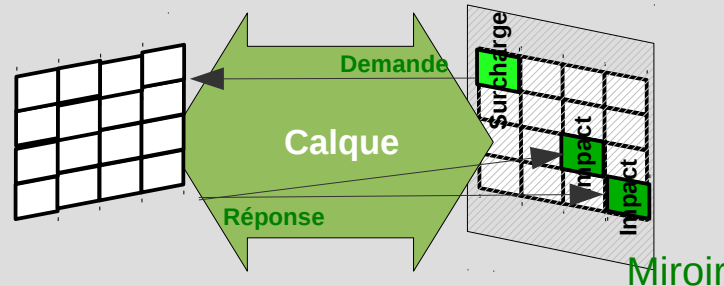 Surcharge
Demande
Calque
Impact
Impact
Réponse
Miroir